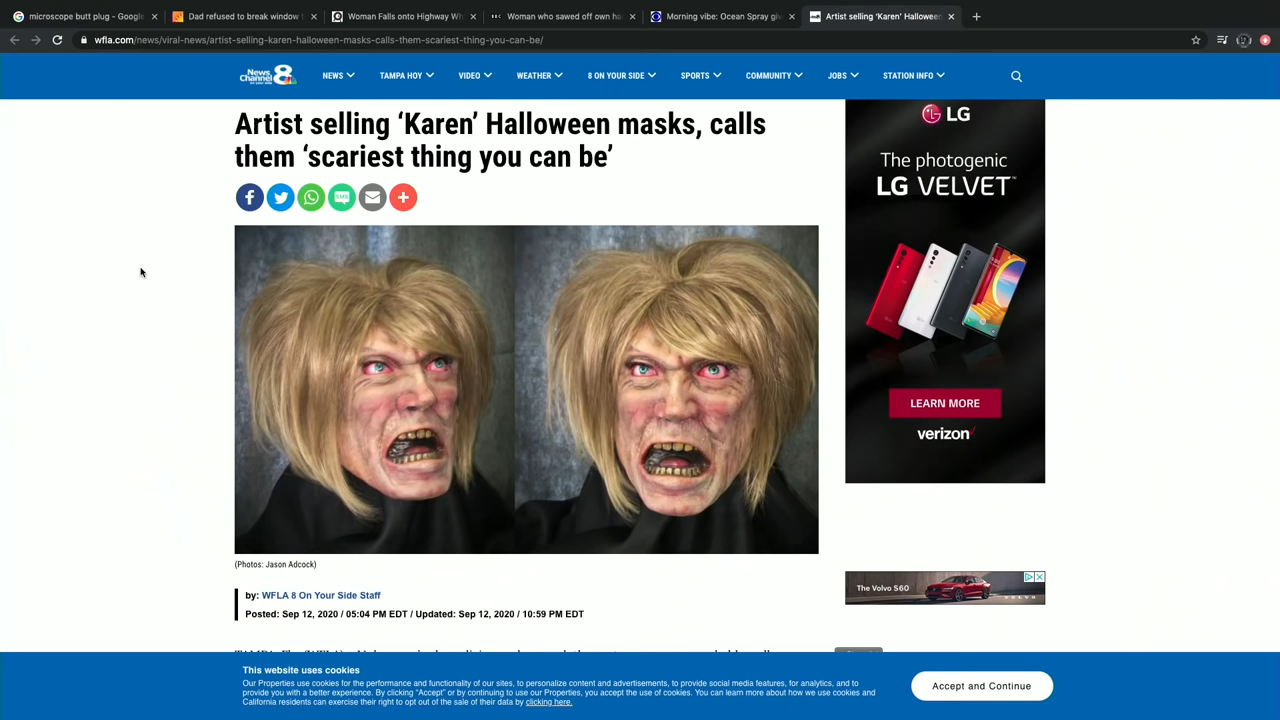 microscope butt plug - Google
Dad refused to break window t
Woman Falls onto Highway Wh
Woman who sawed off own ha
Morning vibe: Ocean Spray giv
Artist selling ‘Karen’ Halloween
wfla.com/news/viral-news/artist-selling-karen-halloween-masks-calls-them-scariest-thing-you-can-be/
News Channel 8
NEWS
TAMPA HOY
VIDEO
WEATHER
8 ON YOUR SIDE
SPORTS
COMMUNITY
JOBS
STATION INFO
Artist selling ‘Karen’ Halloween masks, calls
them ‘scariest thing you can be’
SMS
(Photos: Jason Adcock)
by: WFLA 8 On Your Side Staff
Posted: Sep 12, 2020 / 05:04 PM EDT / Updated: Sep 12, 2020 / 10:59 PM EDT
LG
The photogenic
LG VELVET™
LEARN MORE
verizon✓
The Volvo S60
VOLVO
This website uses cookies
Our Properties use cookies for the performance and functionality of our sites, to personalize content and advertisements, to provide social media features, for analytics, and to
provide you with a better experience. By clicking "Accept" or by continuing to use our Properties, you accept the use of cookies. You can learn more about how we use cookies and
California residents can exercise their right to opt out of the sale of their data by clicking here.
Accept and Continue